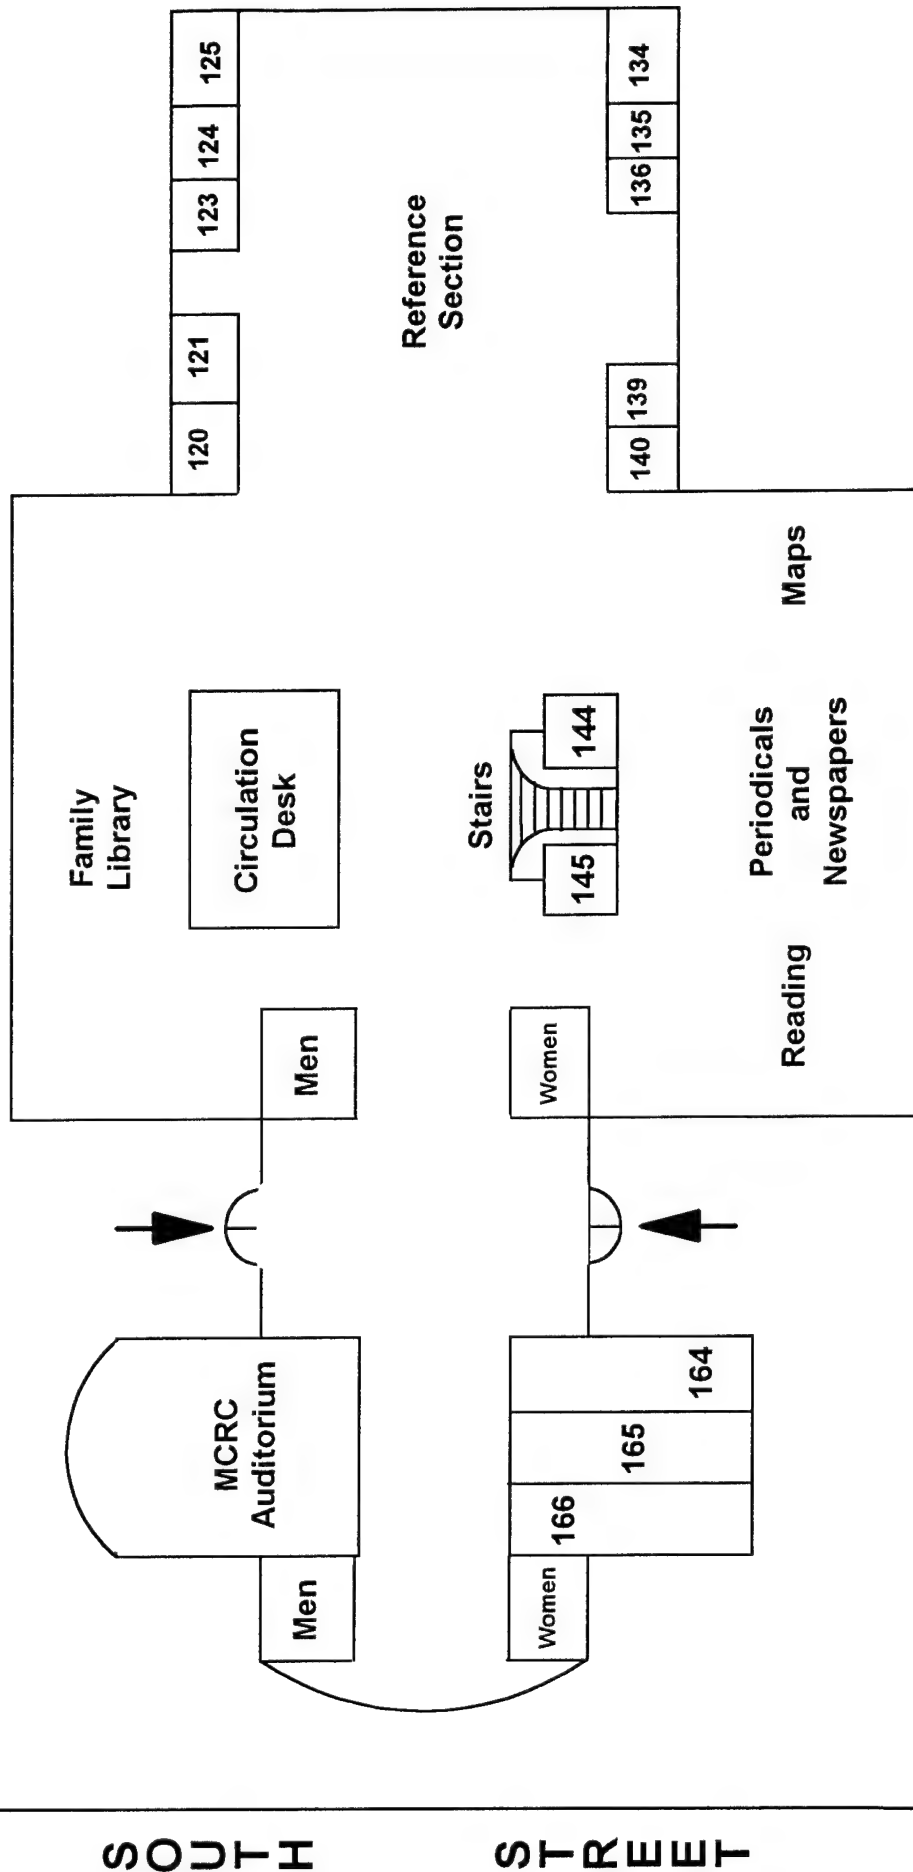 125
124
123
121
120
134
135
136
139
140
Reference
Section
Family
Library
Circulation
Desk
Stairs
144
145
Maps
Periodicals
and
Newspapers
Reading
Men
Women
MCRC
Auditorium
164
165
166
Men
Women
SOUTH STREET